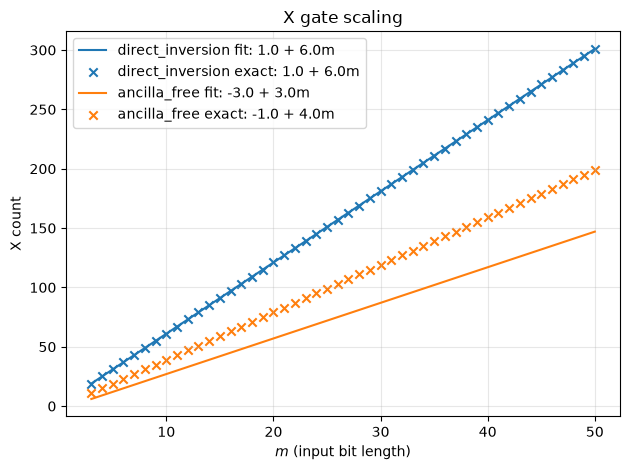 X gate scaling
direct_inversion fit: 1.0 + 6.0m
direct_inversion exact: 1.0 + 6.0m
ancilla_free fit: -3.0 + 3.0m
ancilla_free exact: -1.0 + 4.0m
300
250
200
150
100
50
0
X count
10
20
30
40
50
m (input bit length)